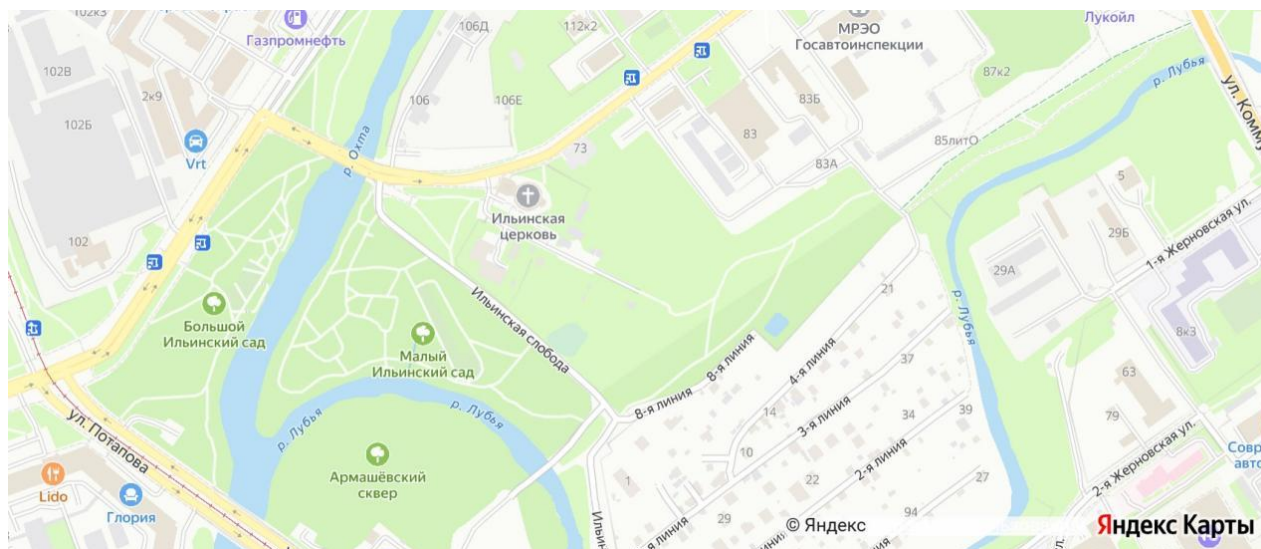 102к3
Газпромнефть
106Д
112к2
МРЭО
Госавтоинспекции
Лукойл
102В
2к9
102Б
106
106Е
83Б
87к2
р. Лубья
Vrt
р. Охта
73
83
83А
85литО
5
Ильинская
церковь
102
29Б
1-я Жерновская ул.
29А
Большой
Ильинский сад
Ильинская слобода
21
р. Лубья
8к3
Малый
Ильинский сад
8-я линия
4-я линия
37
63
р. Лубья
р. Лубья
8-я линия
14
3-я линия
34
39
79
ул. Потапова
Армашёвский
сквер
10
2-я линия
2-я Жерновская ул.
Lido
Глория
1
22
27
29
94
линия
© Яндекс
Яндекс Карты